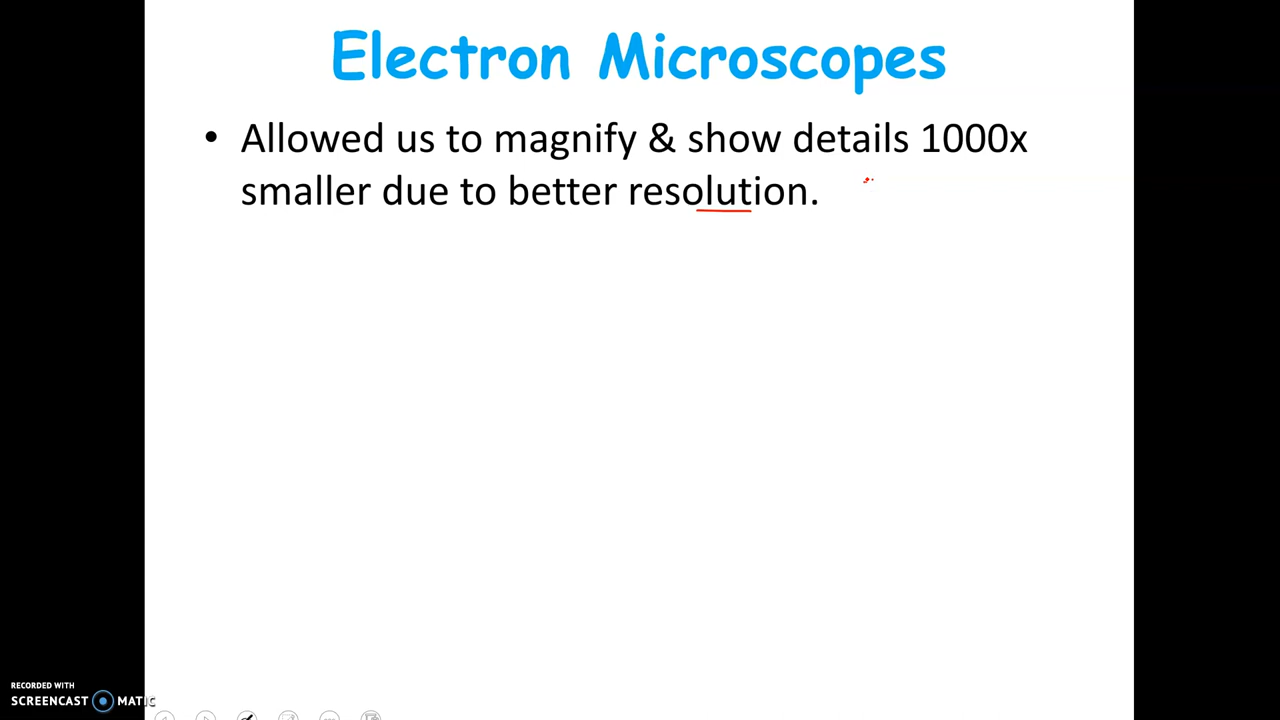 Electron Microscopes
• Allowed us to magnify & show details 1000x
smaller due to better resolution.
RECORDED WITH
SCREENCAST MATIC